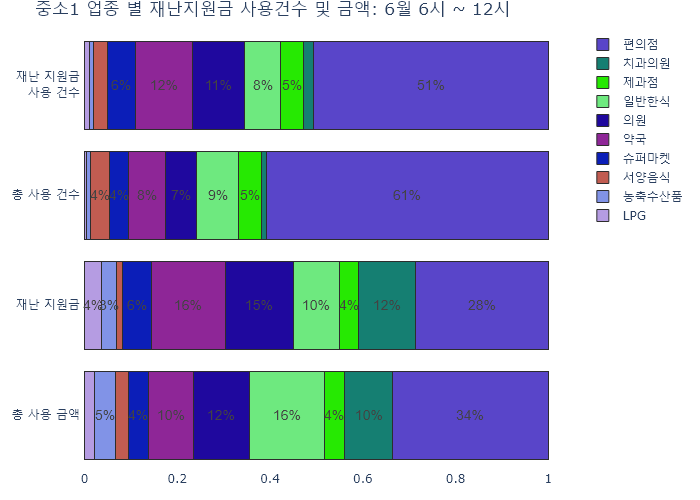 중소1 업종 별 재난지원금 사용건수 및 금액: 6월 6시 ~ 12시
재난 지원금
사용 건수
6%
12%
11%
8%
5%
51%
총 사용 건수
4%
4%
8%
7%
9%
5%
61%
재난 지원금
4%
3%
6%
16%
15%
10%
4%
12%
28%
총 사용 금액
5%
4%
10%
12%
16%
4%
10%
34%
0
0.2
0.4
0.6
0.8
1
편의점
치과의원
제과점
일반한식
의원
약국
슈퍼마켓
서양음식
농축수산품
LPG